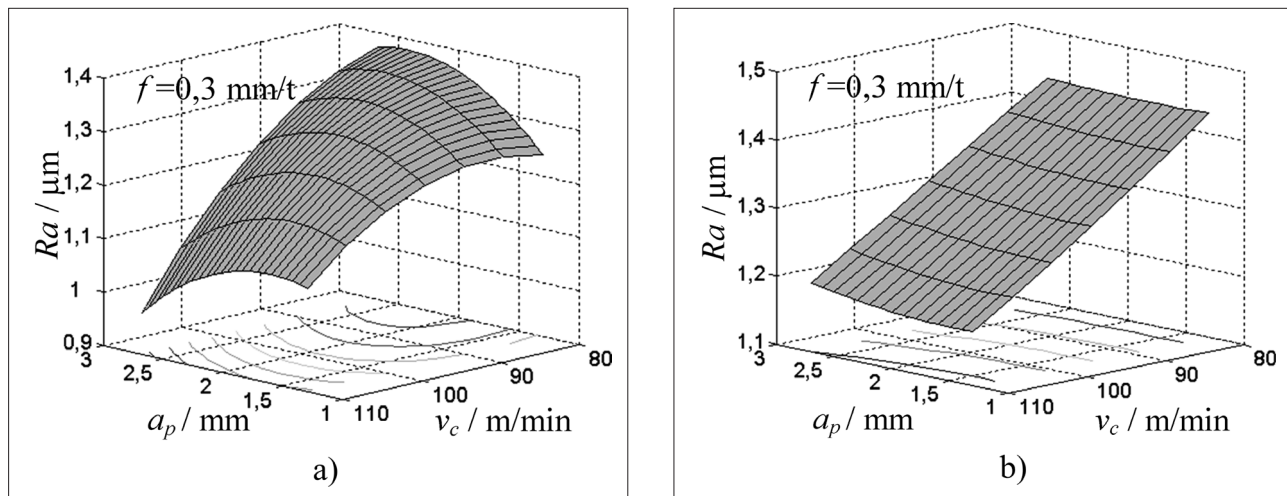 1,4
f=0,3 mm/t
1,3
1,2
Ra / μm
1,1
1
0,9
3
2,5
2
1,5
1
110
100
90
80
a_p / mm
v_c / m/min
a)
1,5
f=0,3 mm/t
1,4
1,3
Ra / μm
1,2
1,1
3
2,5
2
1,5
1
110
100
90
80
a_p / mm
v_c / m/min
b)